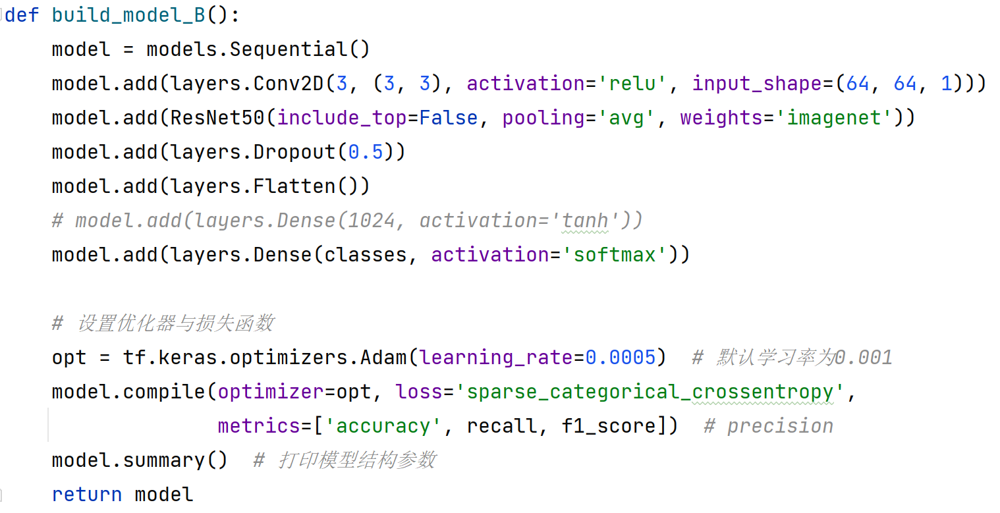 def build_model_B():
    model = models.Sequential()
    model.add(layers.Conv2D(3, (3, 3), activation='relu', input_shape=(64, 64, 1)))
    model.add(ResNet50(include_top=False, pooling='avg', weights='imagenet'))
    model.add(layers.Dropout(0.5))
    model.add(layers.Flatten())
    # model.add(layers.Dense(1024, activation='tanh'))
    model.add(layers.Dense(classes, activation='softmax'))
    # 设置优化器与损失函数
    opt = tf.keras.optimizers.Adam(learning_rate=0.0005)  # 默认学习率为0.001
    model.compile(optimizer=opt, loss='sparse_categorical_crossentropy',
                  metrics=['accuracy', recall, f1_score])  # precision
    model.summary()  # 打印模型结构参数
    return model